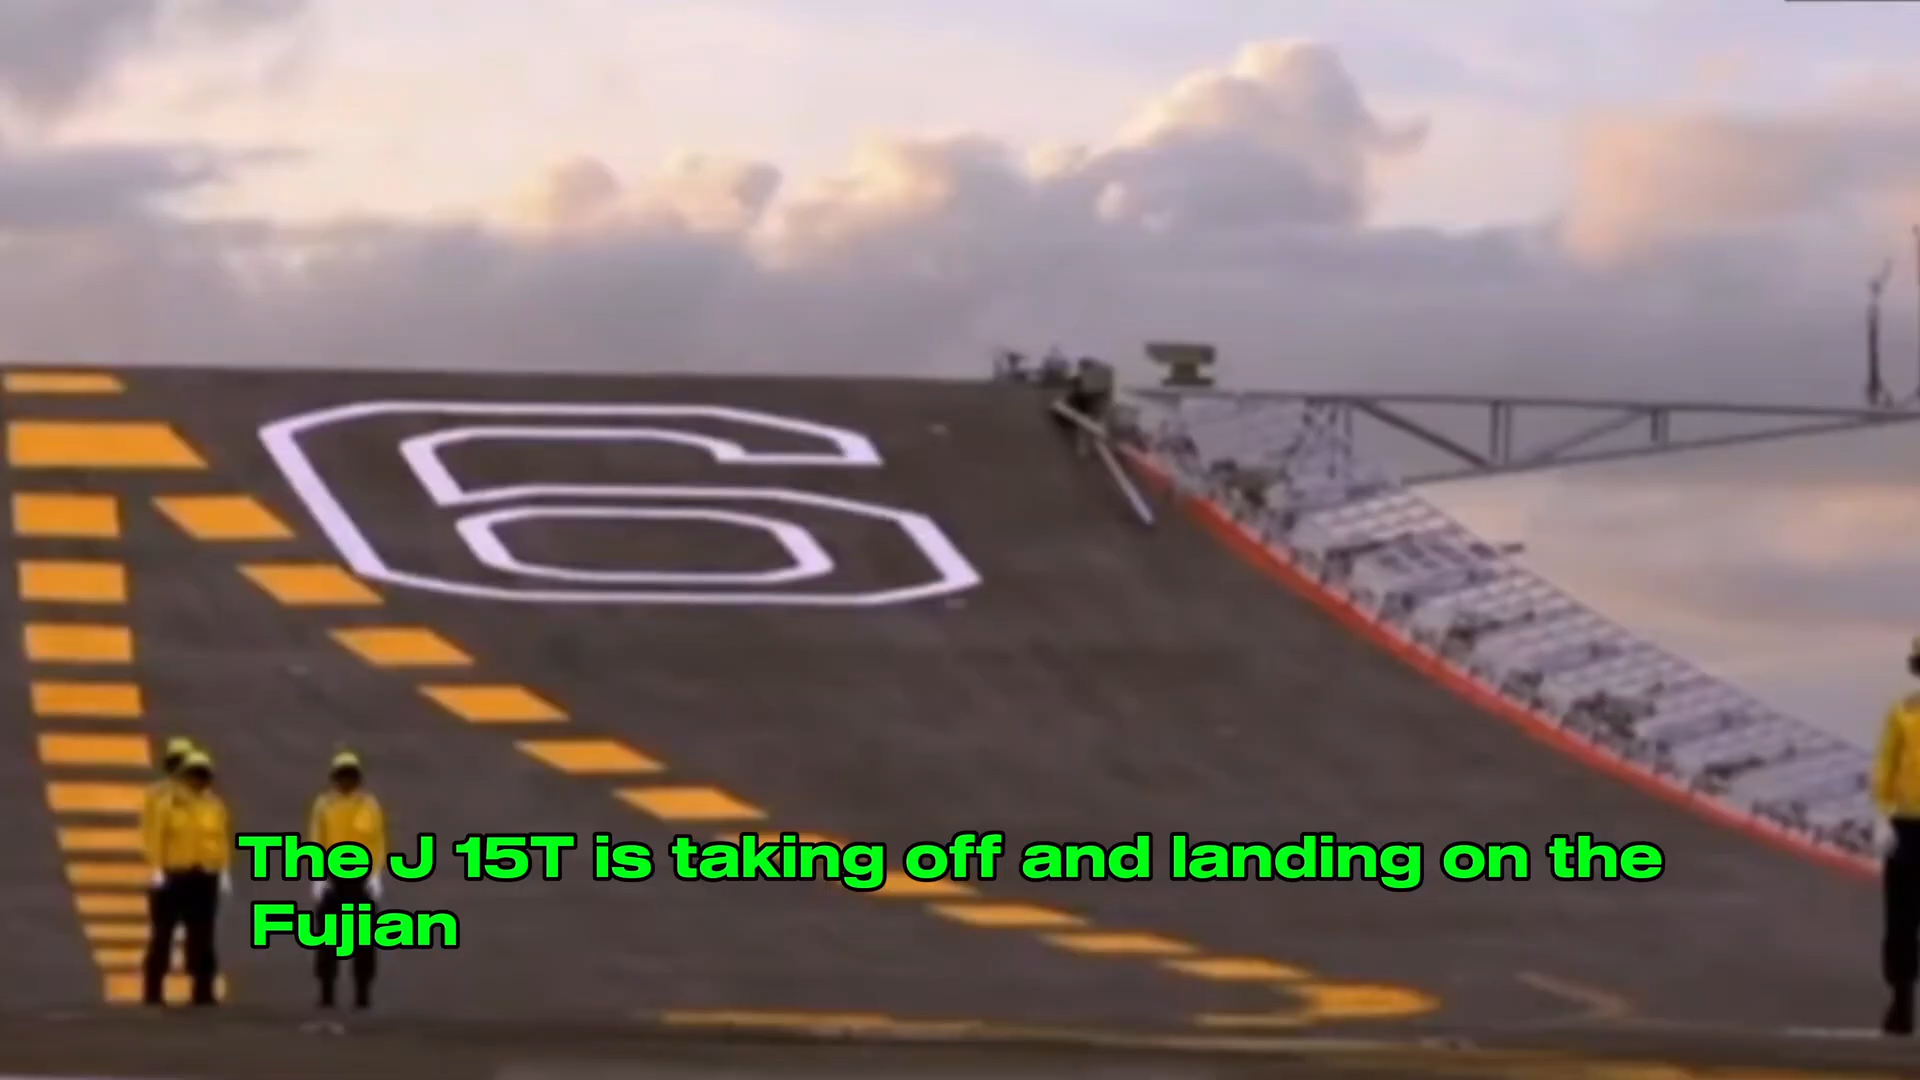 6
The J 15T is taking off and landing on the
Fujian